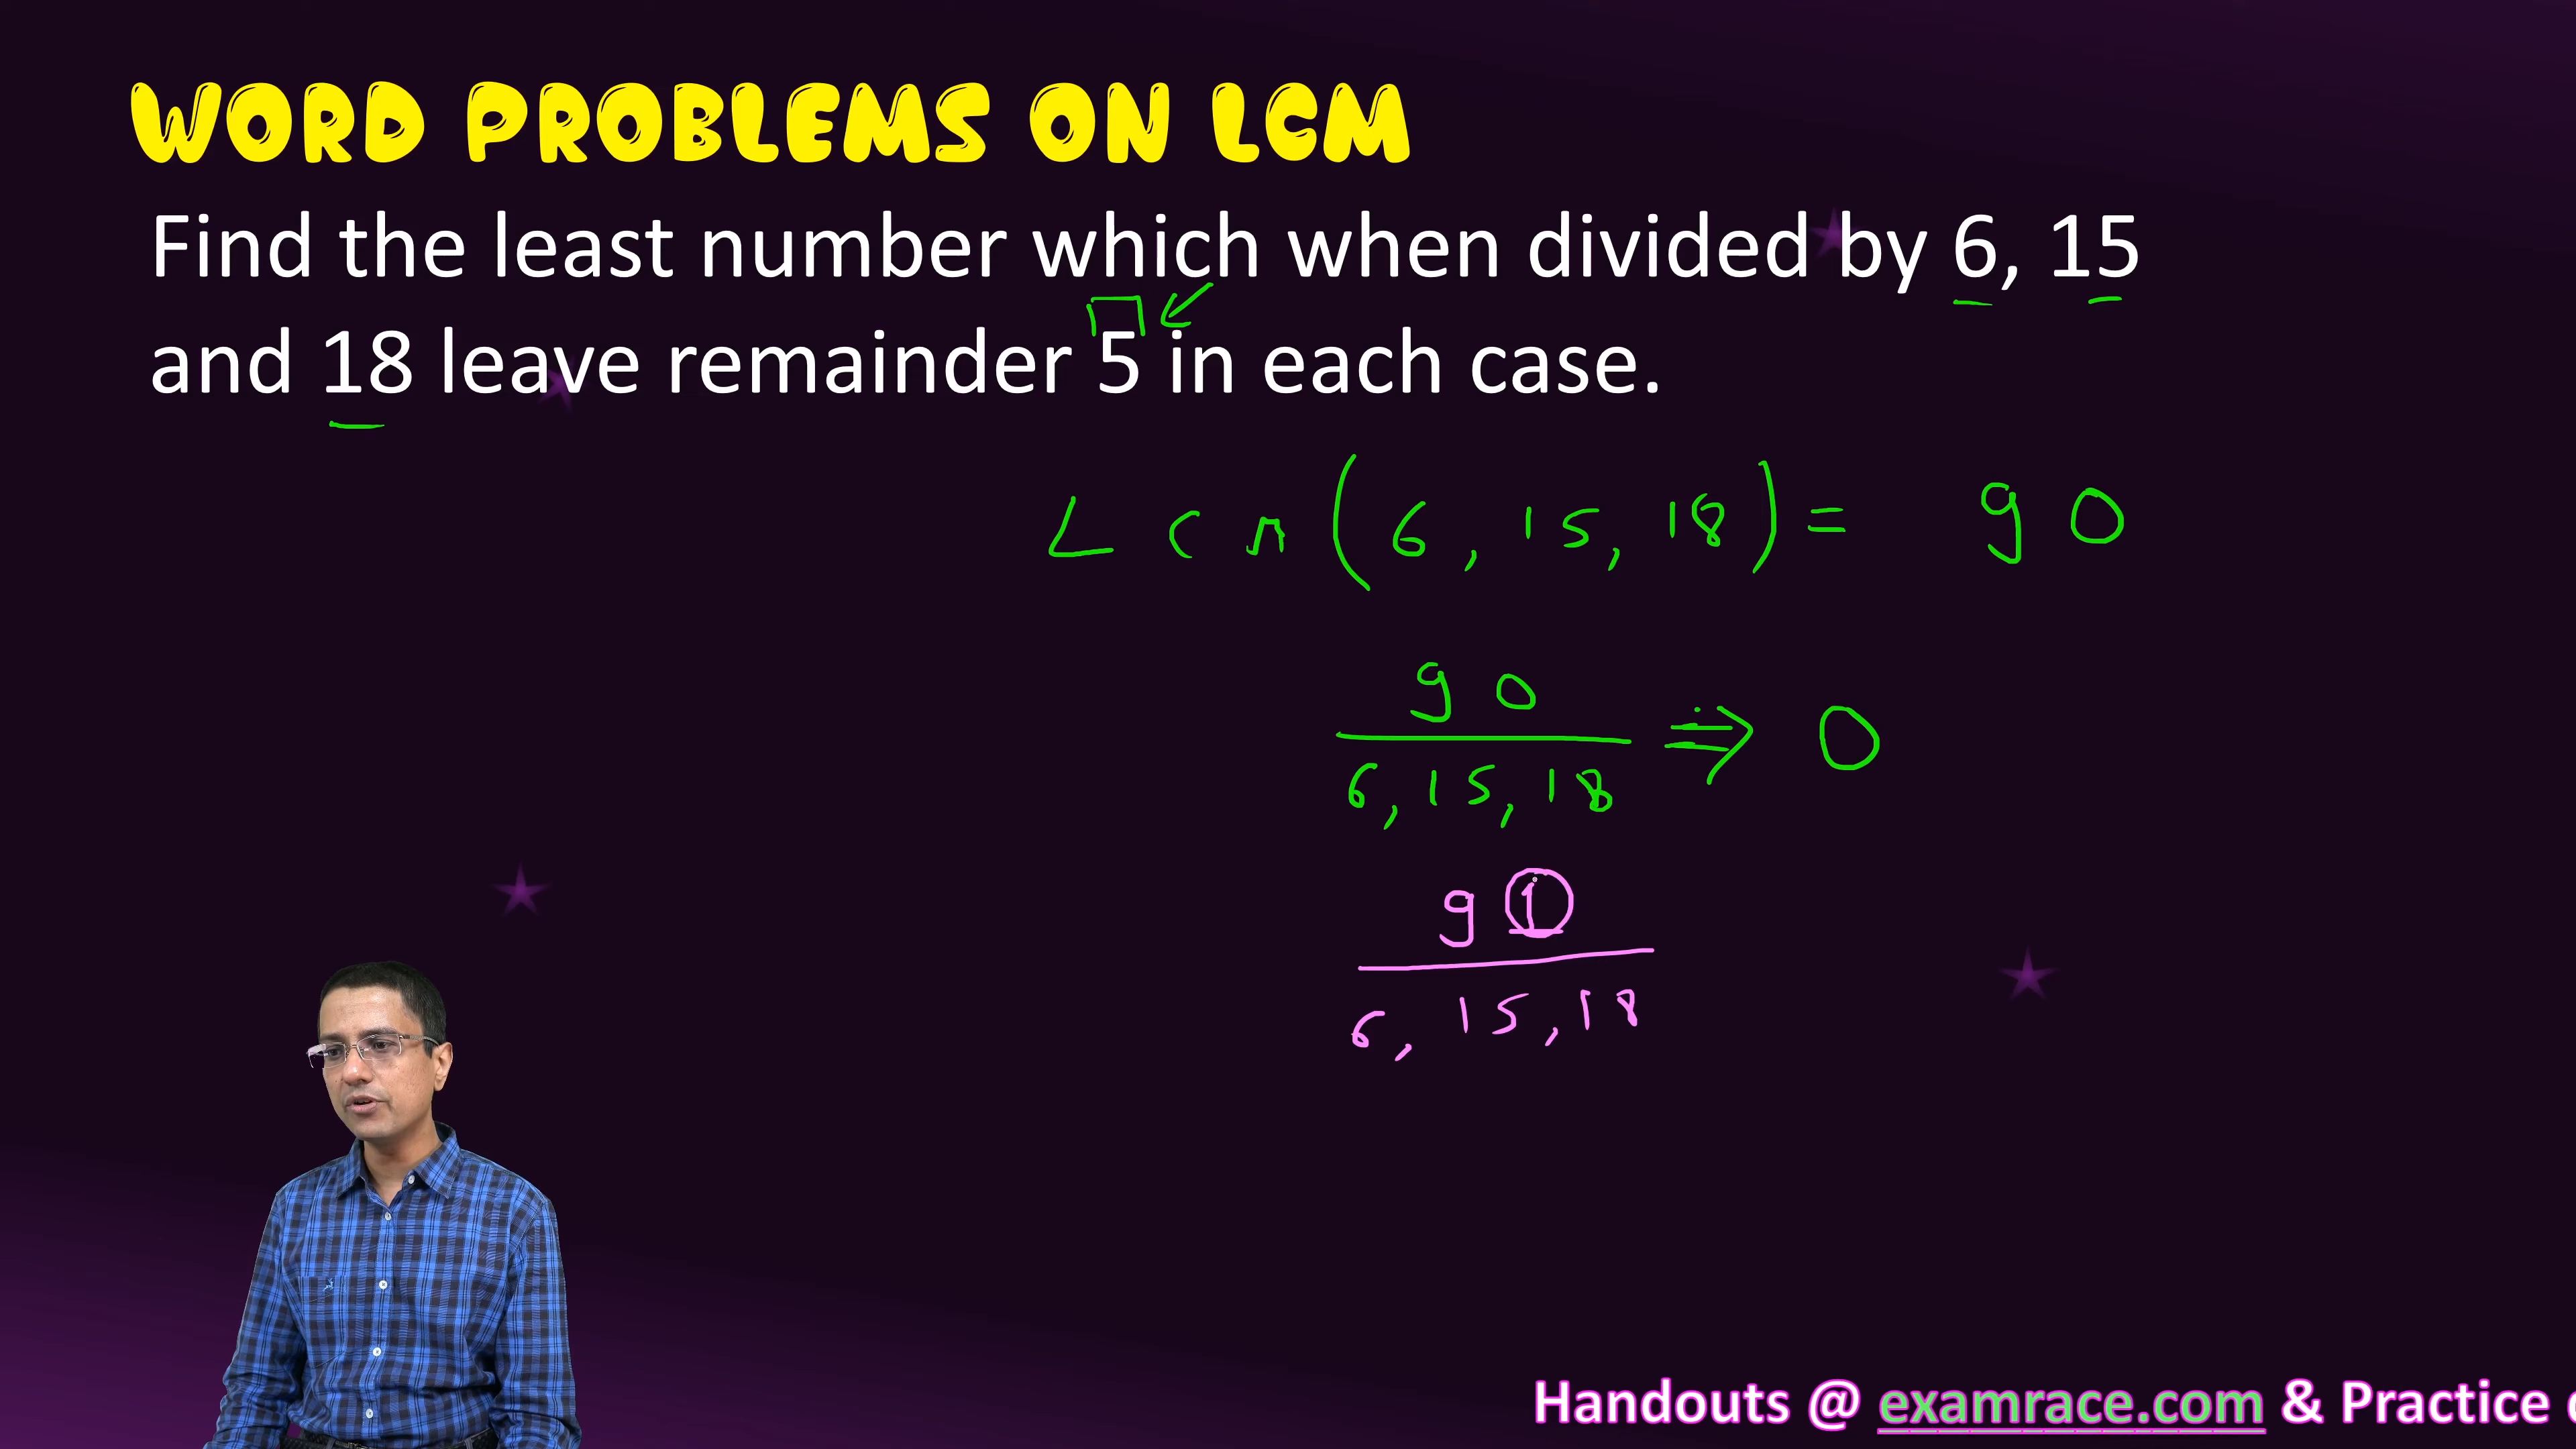 WORD PROBLEMS ON LCM
Find the least number which when divided by 6, 15
and 18 leave remainder 5 in each case.
LCM (6, 15, 18) = 90
90
6, 15, 18 ⇒ 0
91
6, 15, 18
Handouts @ examrace.com & Practice